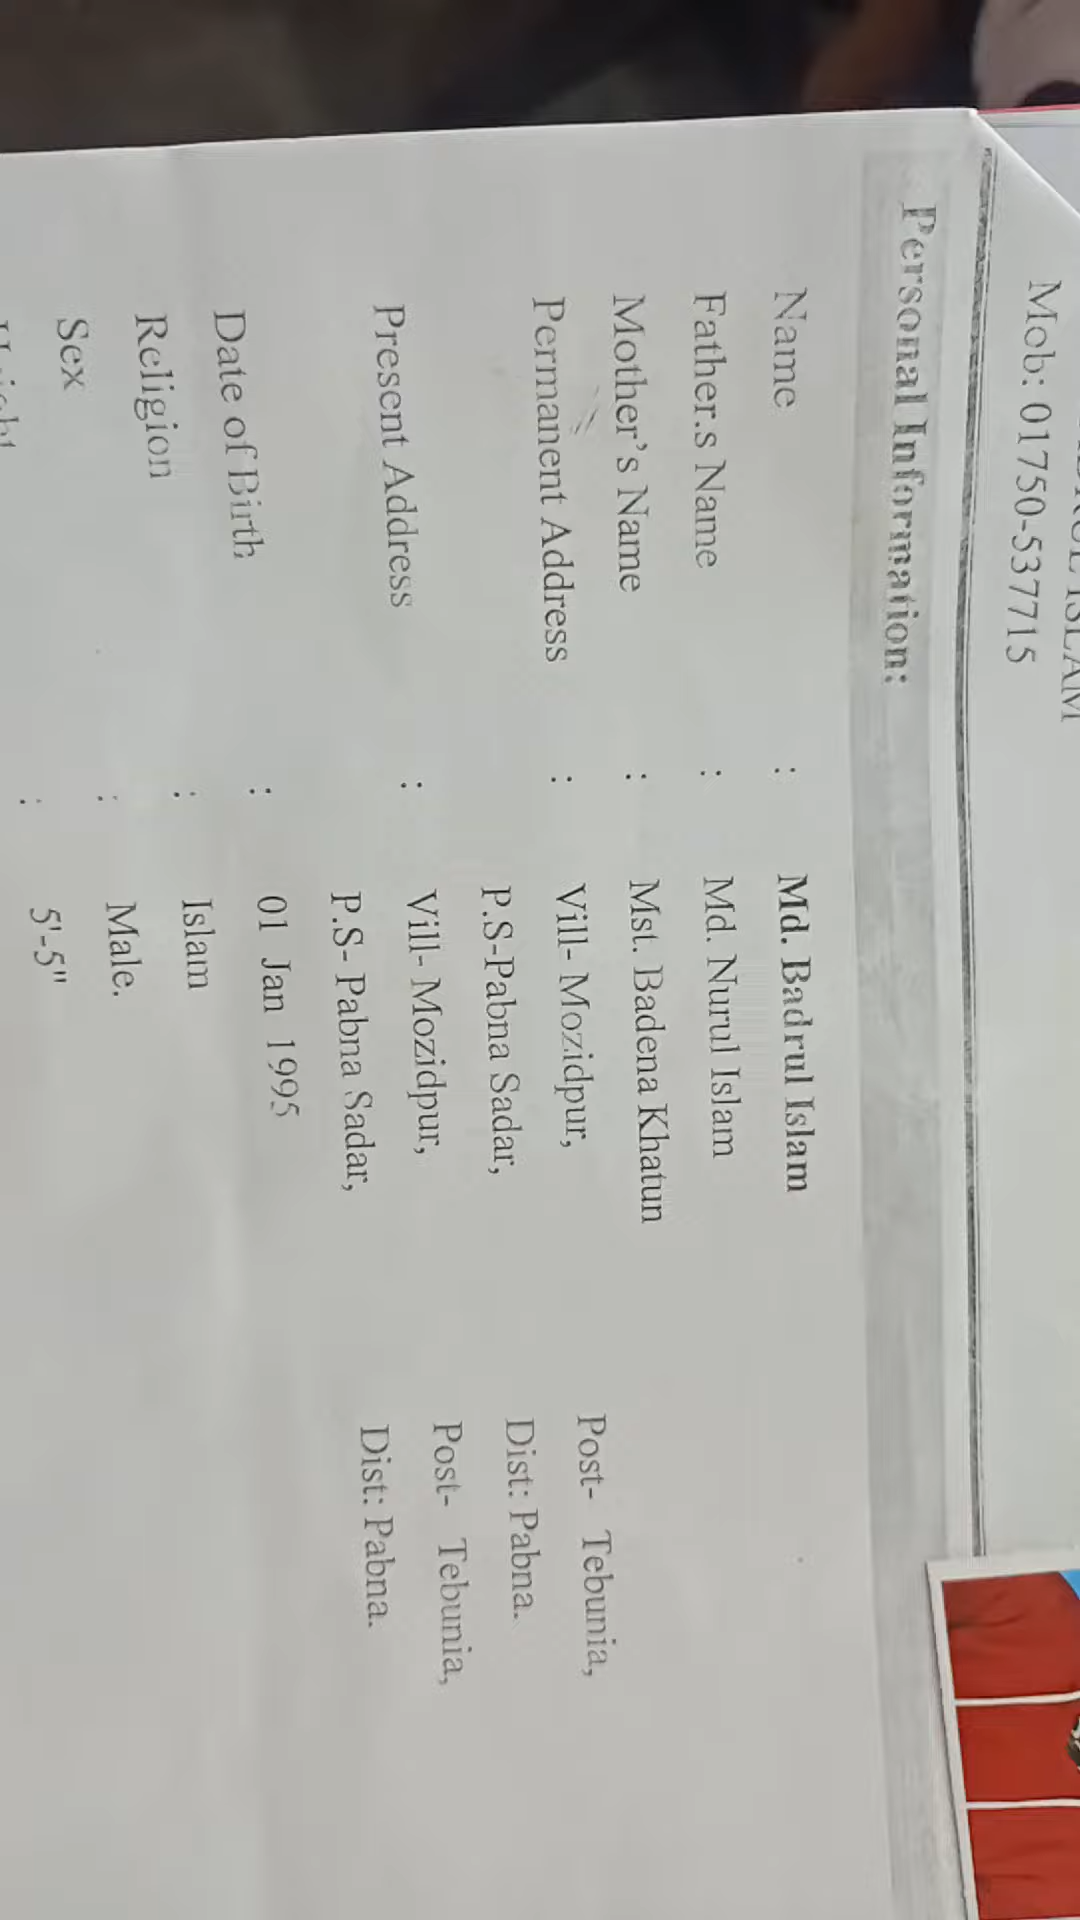 ISLAM
Mob: 01750-537715
Personal Information:
Name : Md. Badrul Islam
Father.s Name : Md. Nurul Islam
Mother's Name : Mst. Badena Khatun
Permanent Address : Vill- Mozidpur, Post- Tebunia,
P.S-Pabna Sadar, Dist: Pabna.
Present Address : Vill- Mozidpur, Post- Tebunia,
P.S- Pabna Sadar, Dist: Pabna.
Date of Birth : 01 Jan 1995
Religion : Islam
Sex : Male.
: 5'-5"